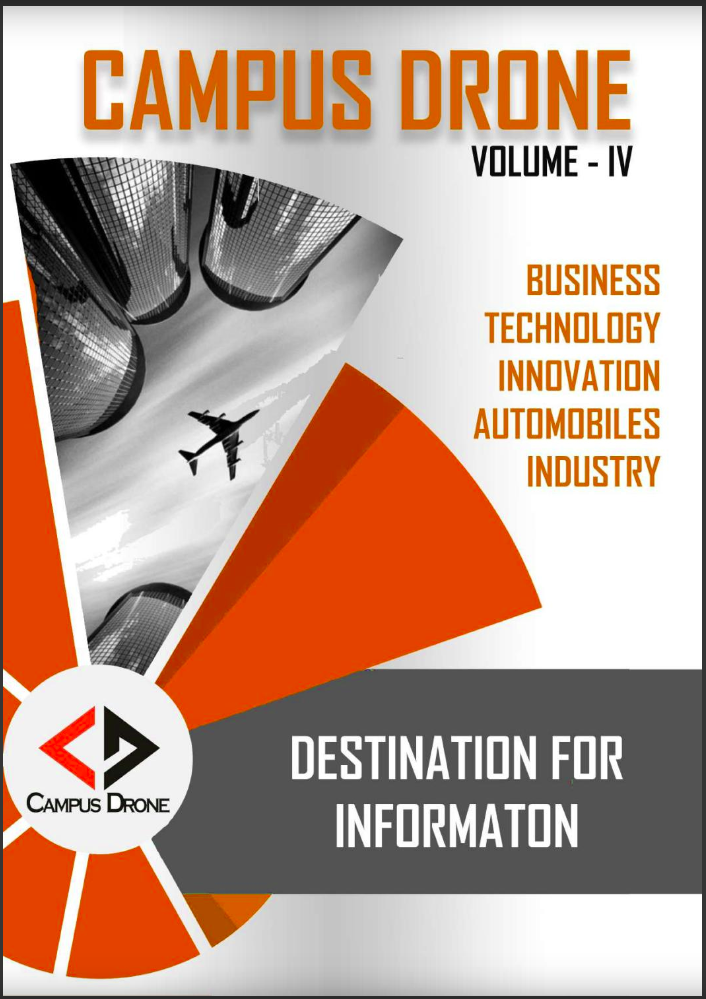 CAMPUS DRONE
VOLUME - IV
BUSINESS
TECHNOLOGY
INNOVATION
AUTOMOBILES
INDUSTRY
DESTINATION FOR
INFORMATON
CAMPUS DRONE